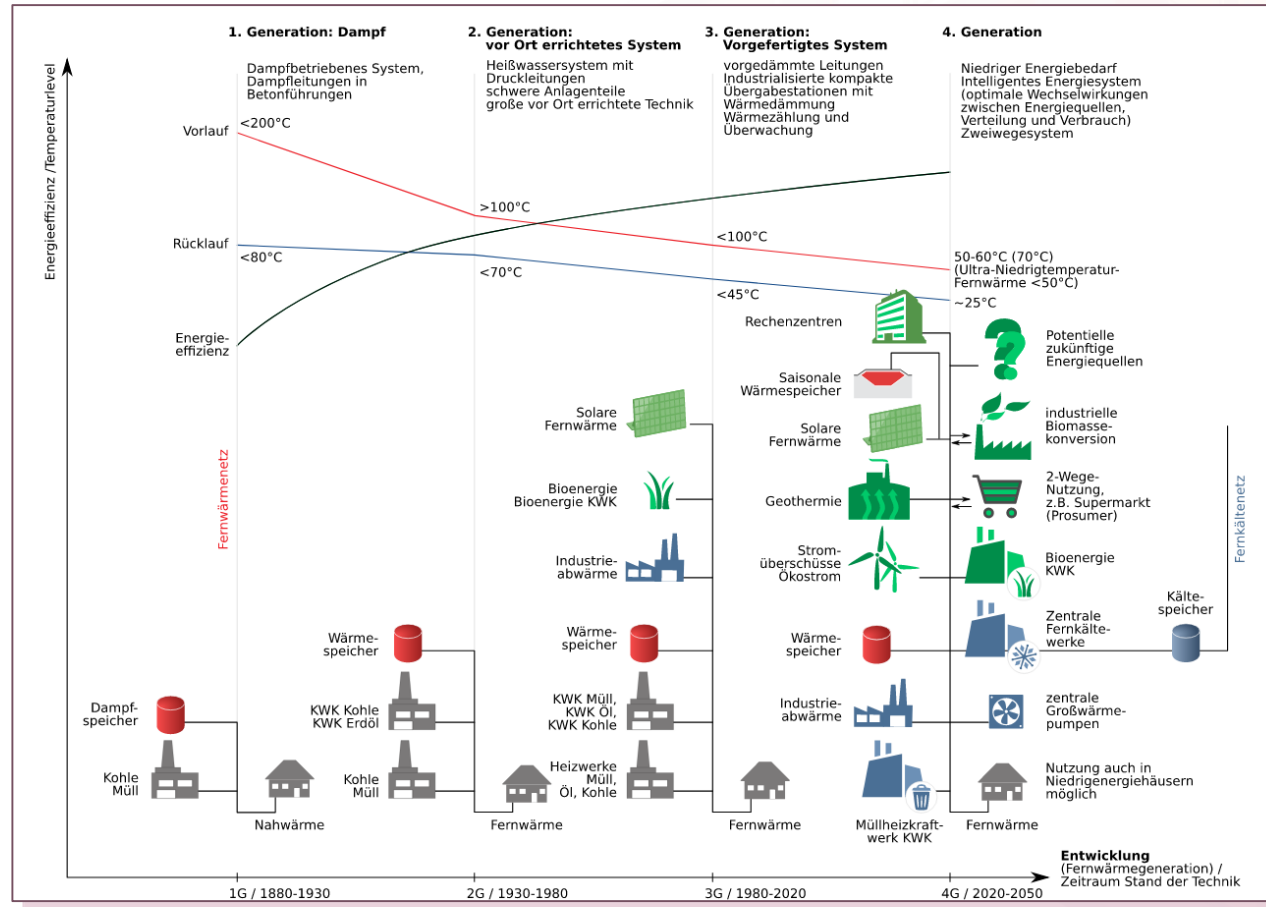 1. Generation: Dampf
Dampfbetriebenes System,
Dampfleitungen in
Betonführungen
2. Generation:
vor Ort errichtetes System
Heißwassersystem mit
Druckleitungen
schwere Anlagenteile
große vor Ort errichtete Technik
3. Generation:
Vorgefertigtes System
vorgedämmte Leitungen
Industrialisierte kompakte
Übergabestationen mit
Wärmedämmung
Wärmezählung und
Überwachung
4. Generation
Niedriger Energiebedarf
Intelligentes Energiesystem
(optimale Wechselwirkungen
zwischen Energiequellen,
Verteilung und Verbrauch)
Zweiwegesystem
Energieeffizienz /Temperaturlevel
Vorlauf
<200°C
>100°C
<100°C
50-60°C (70°C)
(Ultra-Niedrigtemperatur-
Fernwärme <50°C)
Rücklauf
<80°C
<70°C
<45°C
~25°C
Energie-
effizienz
Fernwärmenetz
Dampf-
speicher
Kohle
Müll
Nahwärme
Wärme-
speicher
KWK Kohle
KWK Erdöl
Kohle
Müll
Fernwärme
Solare
Fernwärme
Bioenergie
Bioenergie KWK
Industrie-
abwärme
Wärme-
speicher
KWK Müll,
KWK Öl,
KWK Kohle
Heizwerke
Müll,
Öl, Kohle
Fernwärme
Rechenzentren
Saisonale
Wärmespeicher
Solare
Fernwärme
Geothermie
Strom-
überschüsse
Ökostrom
Wärme-
speicher
Industrie-
abwärme
Müllheizkraft-
werk KWK
Potentielle
zukünftige
Energiequellen
industrielle
Biomasse-
konversion
2-Wege-
Nutzung,
z.B. Supermarkt
(Prosumer)
Bioenergie
KWK
Zentrale
Fernkälte-
werke
zentrale
Großwärme-
pumpen
Nutzung auch in
Niedrigenergiehäusern
möglich
Fernwärme
Kälte-
speicher
Fernkältenetz
Entwicklung
(Fernwärmegeneration) /
Zeitraum Stand der Technik
1G / 1880-1930
2G / 1930-1980
3G / 1980-2020
4G / 2020-2050